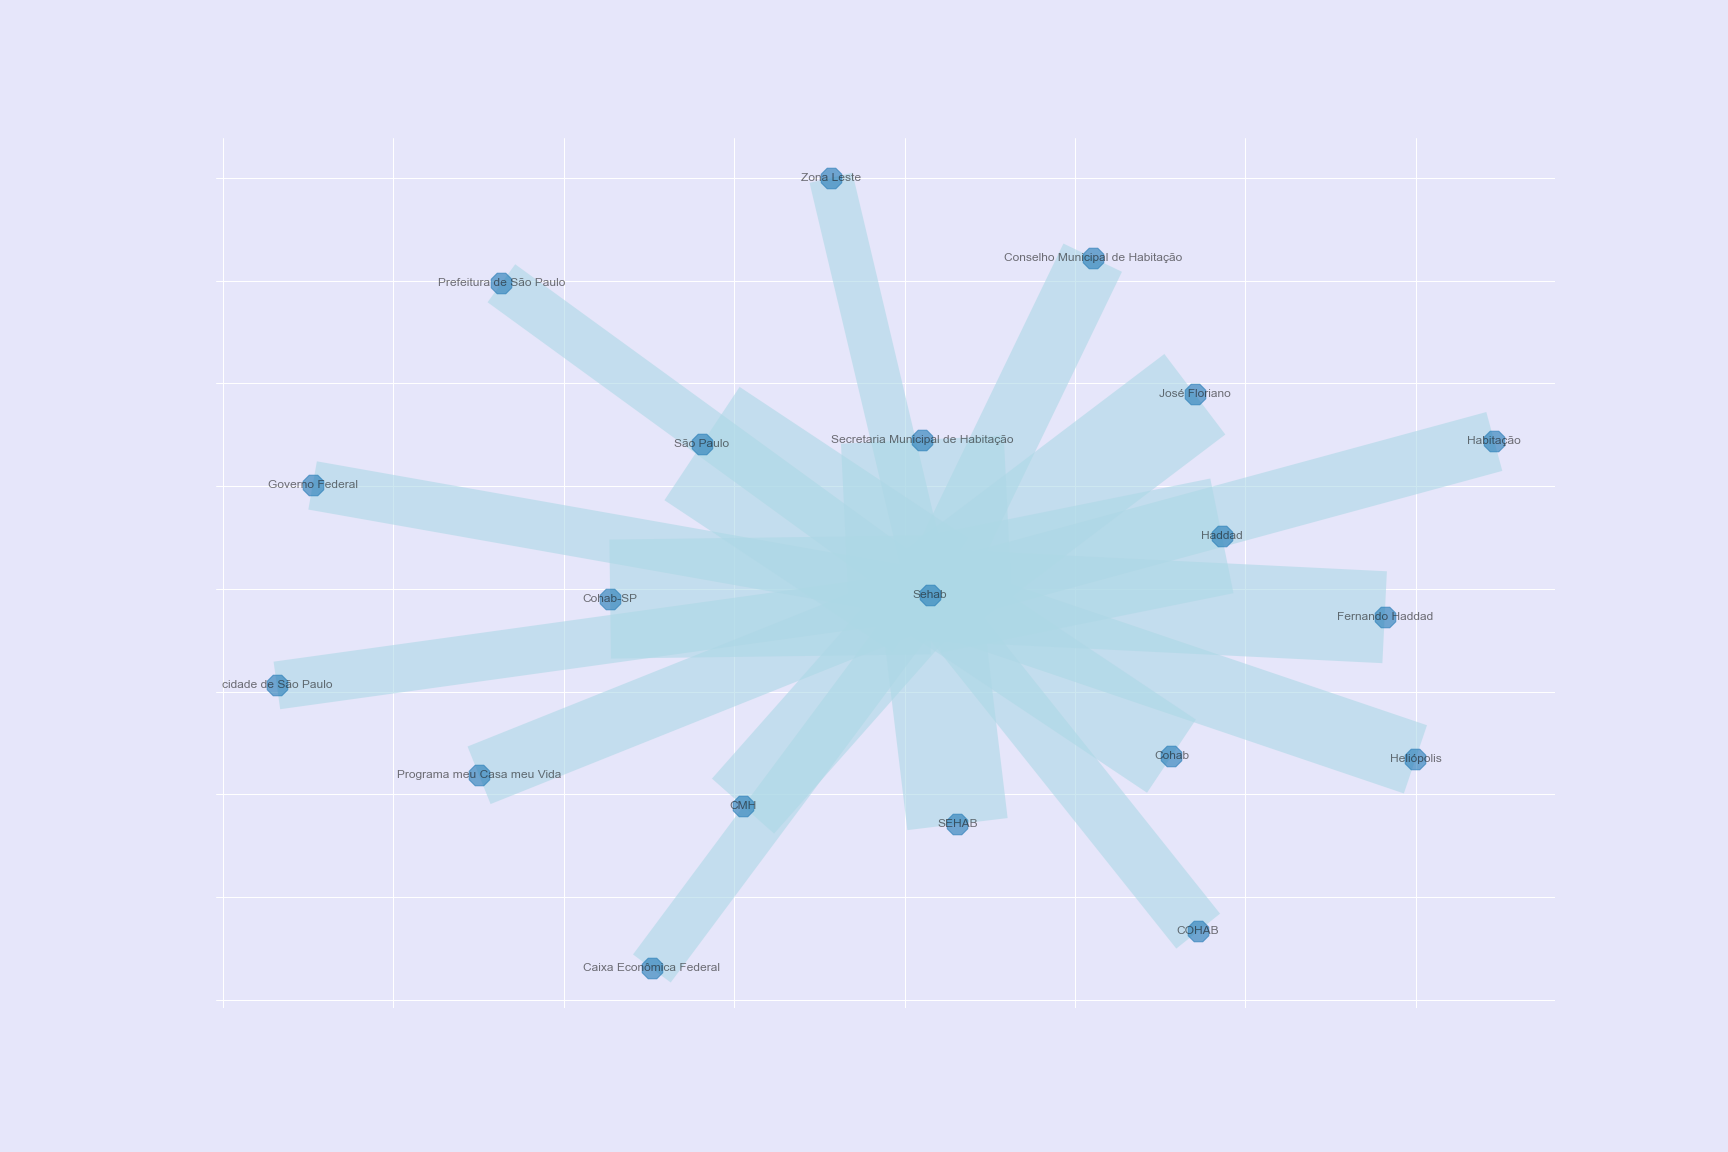 Zona Leste
Conselho Municipal de Habitação
Prefeitura de São Paulo
José Floriano
Secretaria Municipal de Habitação
Habitação
São Paulo
Governo Federal
Haddad
Sehab
Cohab-SP
Fernando Haddad
cidade de São Paulo
Cohab
Heliópolis
Programa meu Casa meu Vida
CMH
SEHAB
COHAB
Caixa Econômica Federal